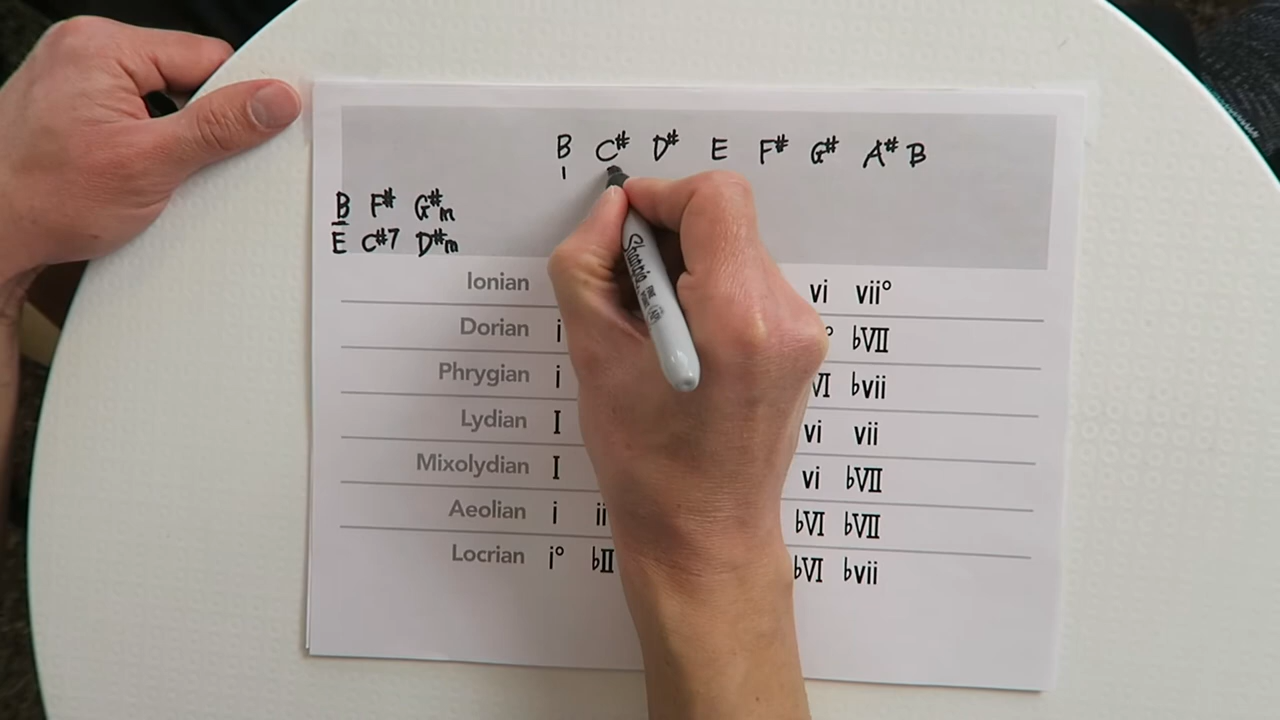 B C# D# E F# G# A# B
1
B F# G#m
E C#7 D#m
Ionian vi vii°
Dorian i ° bVII
Phrygian i VI bvii
Lydian I vi vii
Mixolydian I vi bVII
Aeolian i ii bVI bVII
Locrian i° bII bVI bvii
Sharpie